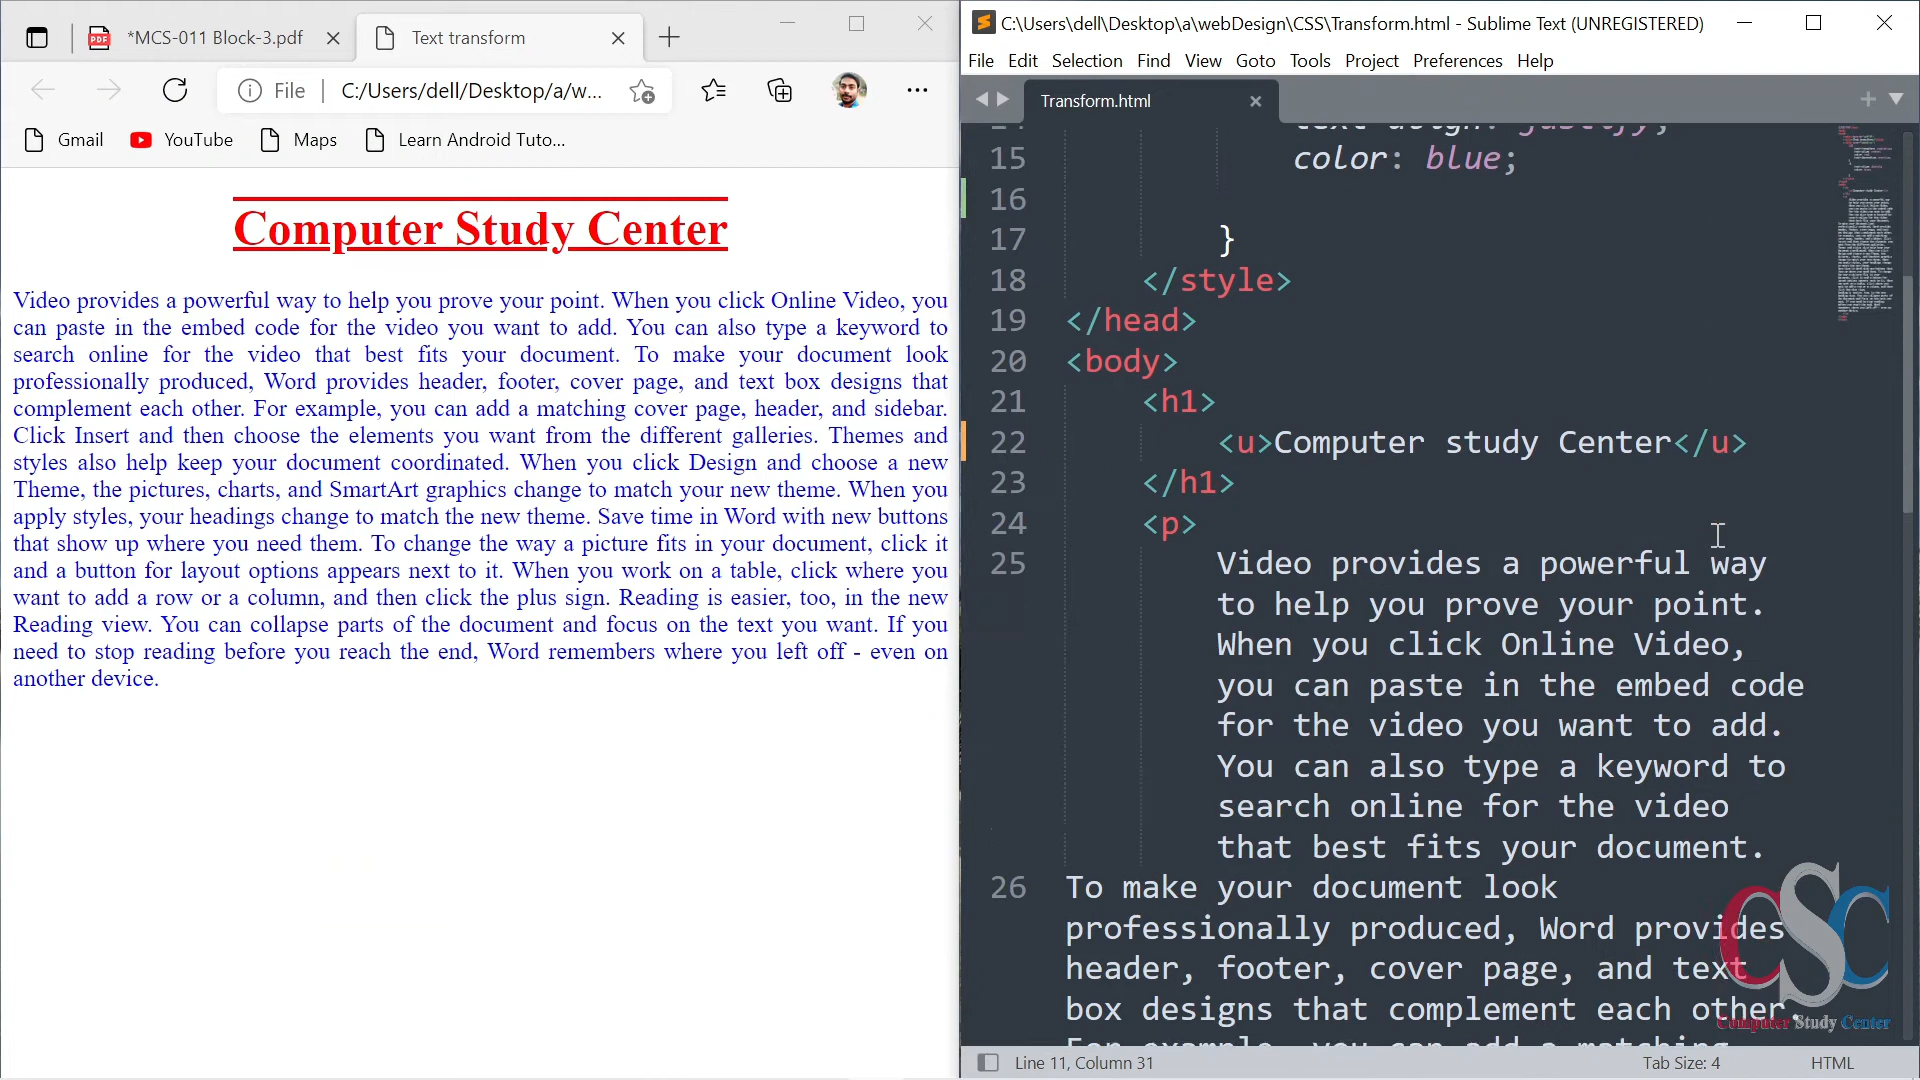 *MCS-011 Block-3.pdf
Text transform
File
C:/Users/dell/Desktop/a/w...
Gmail
YouTube
Maps
Learn Android Tuto...
Computer Study Center
Video provides a powerful way to help you prove your point. When you click Online Video, you
can paste in the embed code for the video you want to add. You can also type a keyword to
search online for the video that best fits your document. To make your document look
professionally produced, Word provides header, footer, cover page, and text box designs that
complement each other. For example, you can add a matching cover page, header, and sidebar.
Click Insert and then choose the elements you want from the different galleries. Themes and
styles also help keep your document coordinated. When you click Design and choose a new
Theme, the pictures, charts, and SmartArt graphics change to match your new theme. When you
apply styles, your headings change to match the new theme. Save time in Word with new buttons
that show up where you need them. To change the way a picture fits in your document, click it
and a button for layout options appears next to it. When you work on a table, click where you
want to add a row or a column, and then click the plus sign. Reading is easier, too, in the new
Reading view. You can collapse parts of the document and focus on the text you want. If you
need to stop reading before you reach the end, Word remembers where you left off - even on
another device.
C:\Users\dell\Desktop\a\webDesign\CSS\Transform.html - Sublime Text (UNREGISTERED)
File Edit Selection Find View Goto Tools Project Preferences Help
Transform.html
15 color: blue;
16
17 }
18 </style>
19 </head>
20 <body>
21 <h1>
22 <u>Computer study Center</u>
23 </h1>
24 <p>
25 Video provides a powerful way
to help you prove your point.
When you click Online Video,
you can paste in the embed code
for the video you want to add.
You can also type a keyword to
search online for the video
that best fits your document.
26 To make your document look
professionally produced, Word provides
header, footer, cover page, and text
box designs that complement each other.
For example, you can add a matching
CSC
Computer Study Center
Line 11, Column 31
Tab Size: 4
HTML